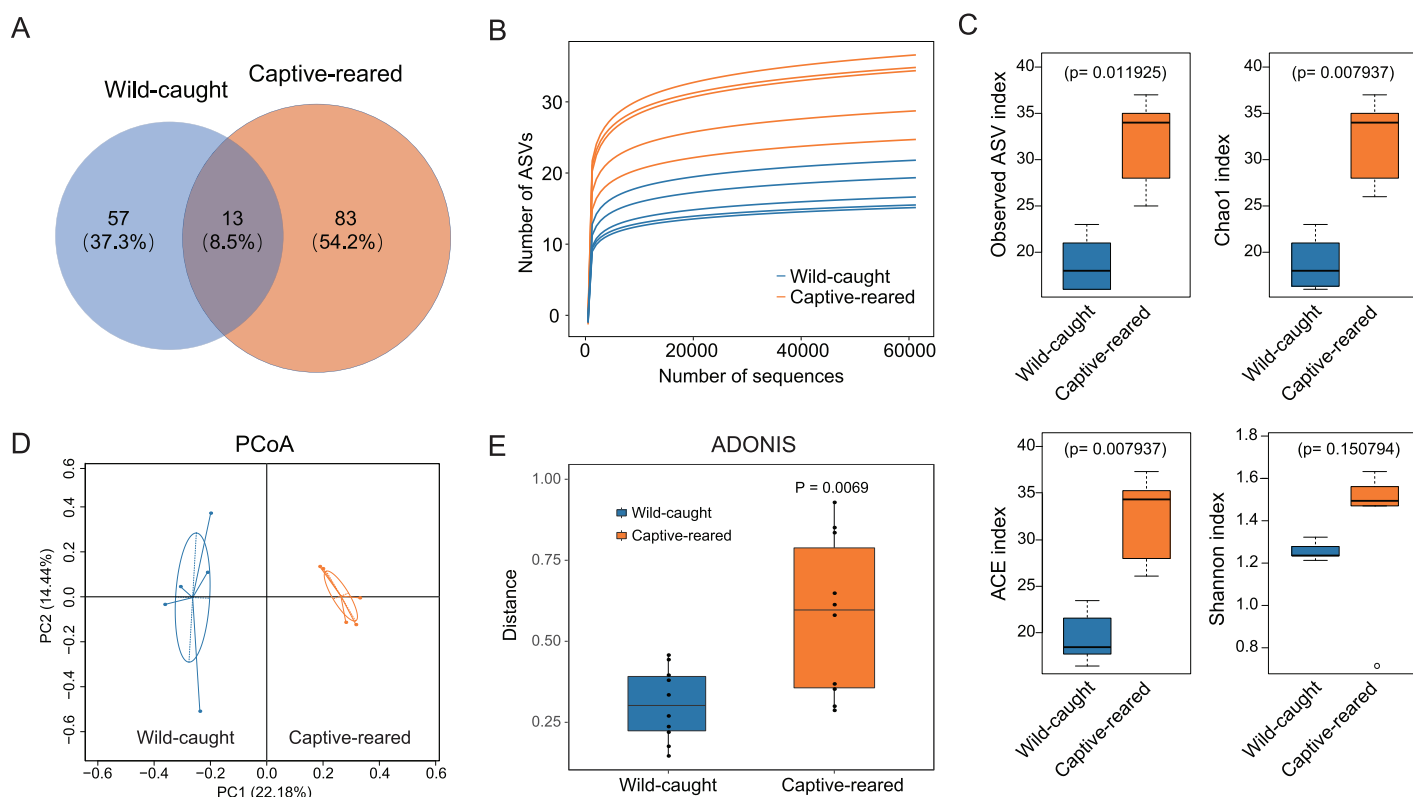 A
Wild-caught
Captive-reared
57
(37.3%)
13
(8.5%)
83
(54.2%)
B
Number of ASVs
30
20
10
0
Wild-caught
Captive-reared
0
20000
40000
60000
Number of sequences
C
Observed ASV index
35
30
25
20
(p= 0.011925)
Wild-caught
Captive-reared
Chao1 index
35
30
25
20
(p= 0.007937)
Wild-caught
Captive-reared
ACE index
40
35
30
25
20
(p= 0.007937)
Wild-caught
Captive-reared
Shannon index
1.8
1.6
1.4
1.2
1.0
0.8
(p= 0.150794)
Wild-caught
Captive-reared
D
PCoA
PC2 (14.44%)
0.6
0.4
0.2
0.0
−0.2
−0.4
−0.6
Wild-caught
Captive-reared
−0.6
−0.4
−0.2
0.0
0.2
0.4
0.6
PC1 (22.18%)
E
ADONIS
Distance
1.00
0.75
0.50
0.25
P = 0.0069
Wild-caught
Captive-reared
Wild-caught
Captive-reared